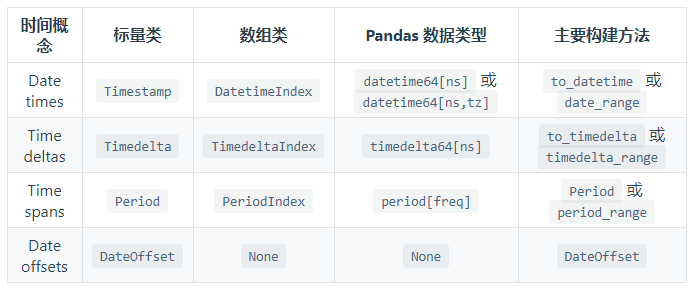 时间概念 标量类 数组类 Pandas 数据类型 主要构建方法
Date times Timestamp DatetimeIndex datetime64[ns] 或 datetime64[ns,tz] to_datetime 或 date_range
Time deltas Timedelta TimedeltaIndex timedelta64[ns] to_timedelta 或 timedelta_range
Time spans Period PeriodIndex period[freq] Period 或 period_range
Date offsets DateOffset None None DateOffset